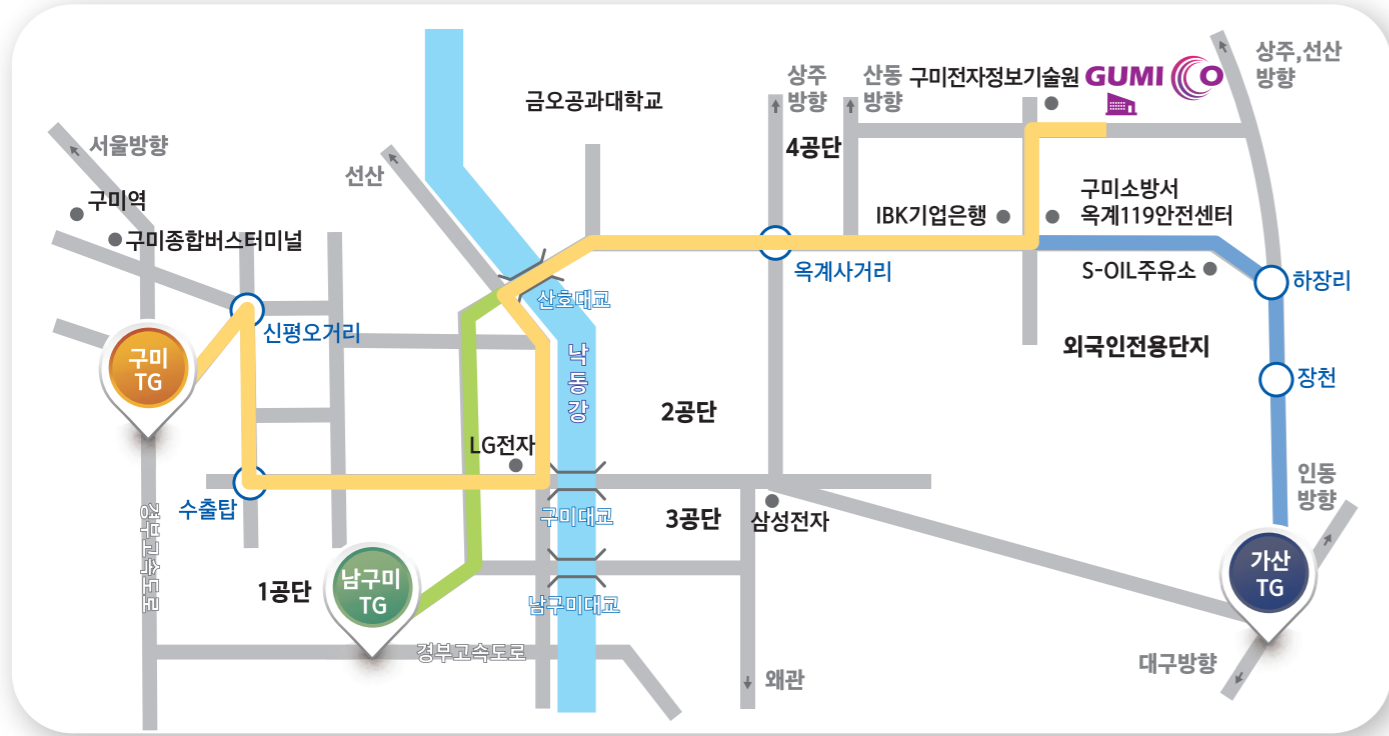 상주
방향
산동
방향
구미전자정보기술원
GUMICO
상주,선산
방향
금오공과대학교
서울방향
선산
4공단
구미역
구미종합버스터미널
IBK기업은행
구미소방서
옥계119안전센터
옥계사거리
S-OIL주유소
하장리
신평오거리
산호대교
외국인전용단지
구미
TG
낙동강
장천
2공단
LG전자
인동
방향
수출탑
구미대교
3공단
삼성전자
경부고속도로
1공단
남구미
TG
남구미대교
가산
TG
경부고속도로
왜관
대구방향